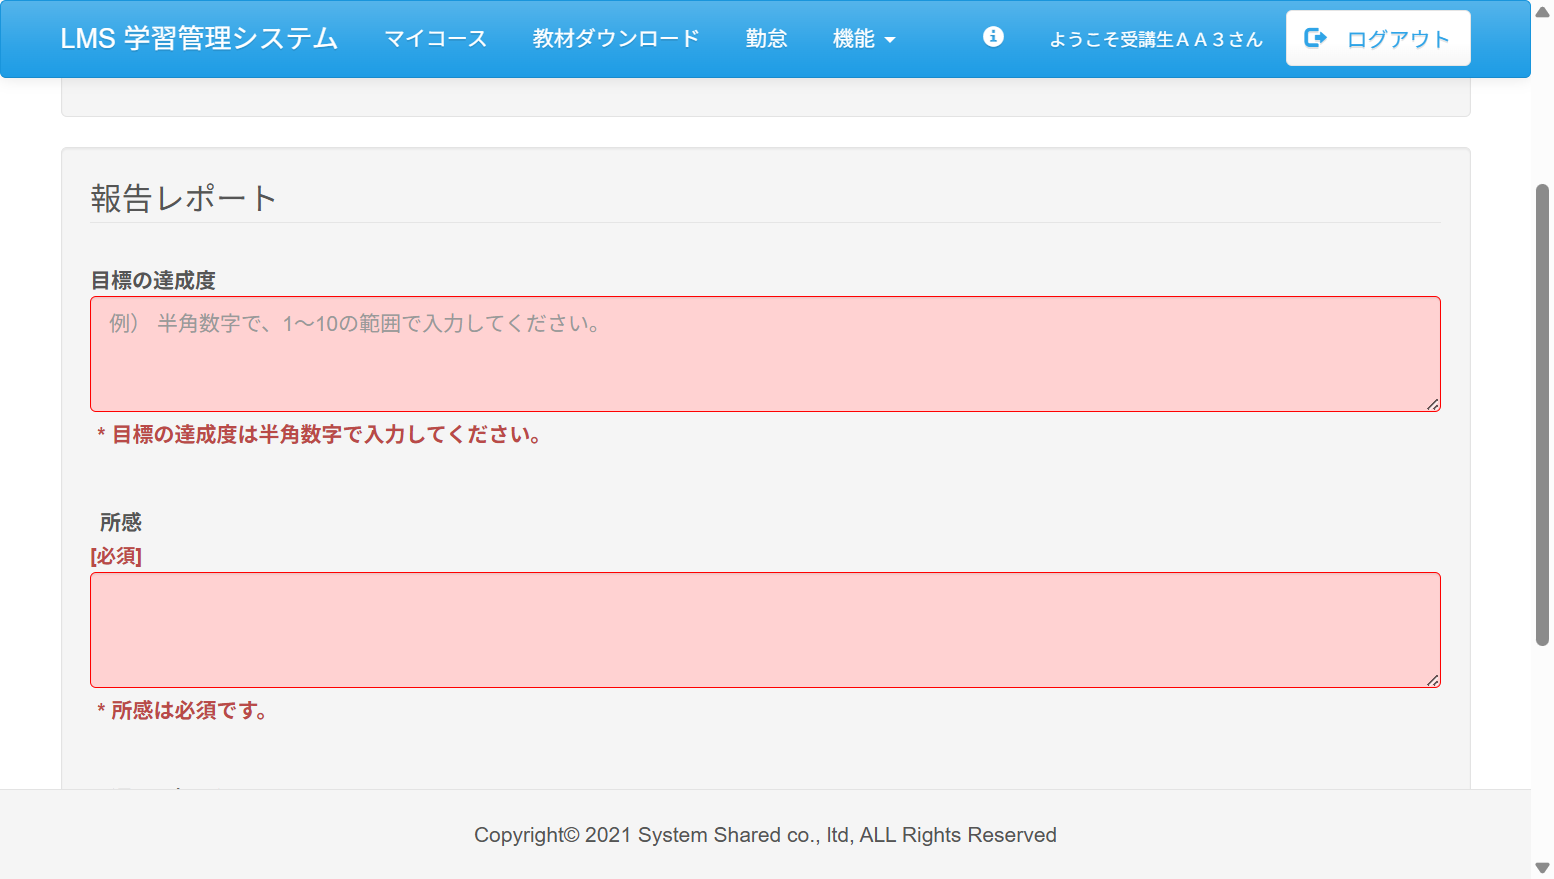 LMS 学習管理システム マイコース 教材ダウンロード 勤怠 機能 ようこそ受講生ＡＡ３さん ログアウト
報告レポート
目標の達成度
例） 半角数字で、1～10の範囲で入力してください。
* 目標の達成度は半角数字で入力してください。
所感
[必須]
* 所感は必須です。
Copyright© 2021 System Shared co., ltd, ALL Rights Reserved